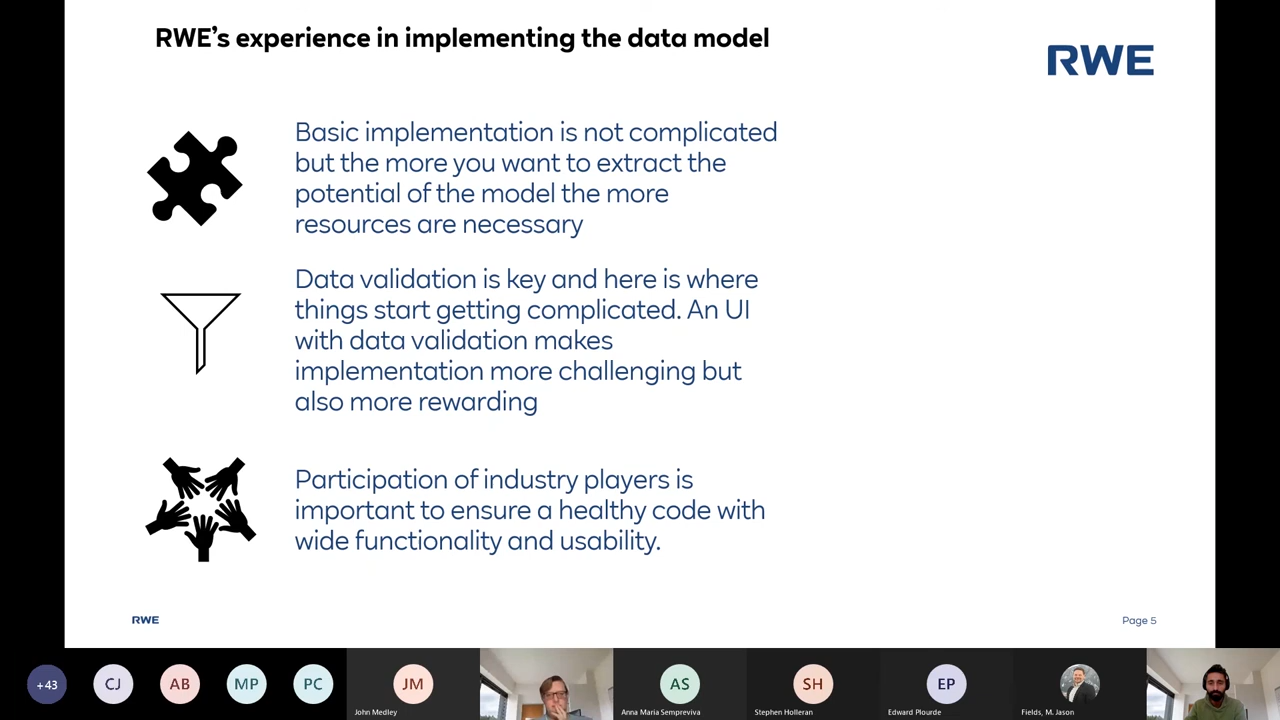 RWE's experience in implementing the data model
RWE
Basic implementation is not complicated
but the more you want to extract the
potential of the model the more
resources are necessary
Data validation is key and here is where
things start getting complicated. An UI
with data validation makes
implementation more challenging but
also more rewarding
Participation of industry players is
important to ensure a healthy code with
wide functionality and usability.
RWE
Page 5
+43
CJ
AB
MP
PC
JM
AS
SH
EP
John Medley
Anna Maria Sempreviva
Stephen Holleran
Edward Plourde
Fields, M. Jason